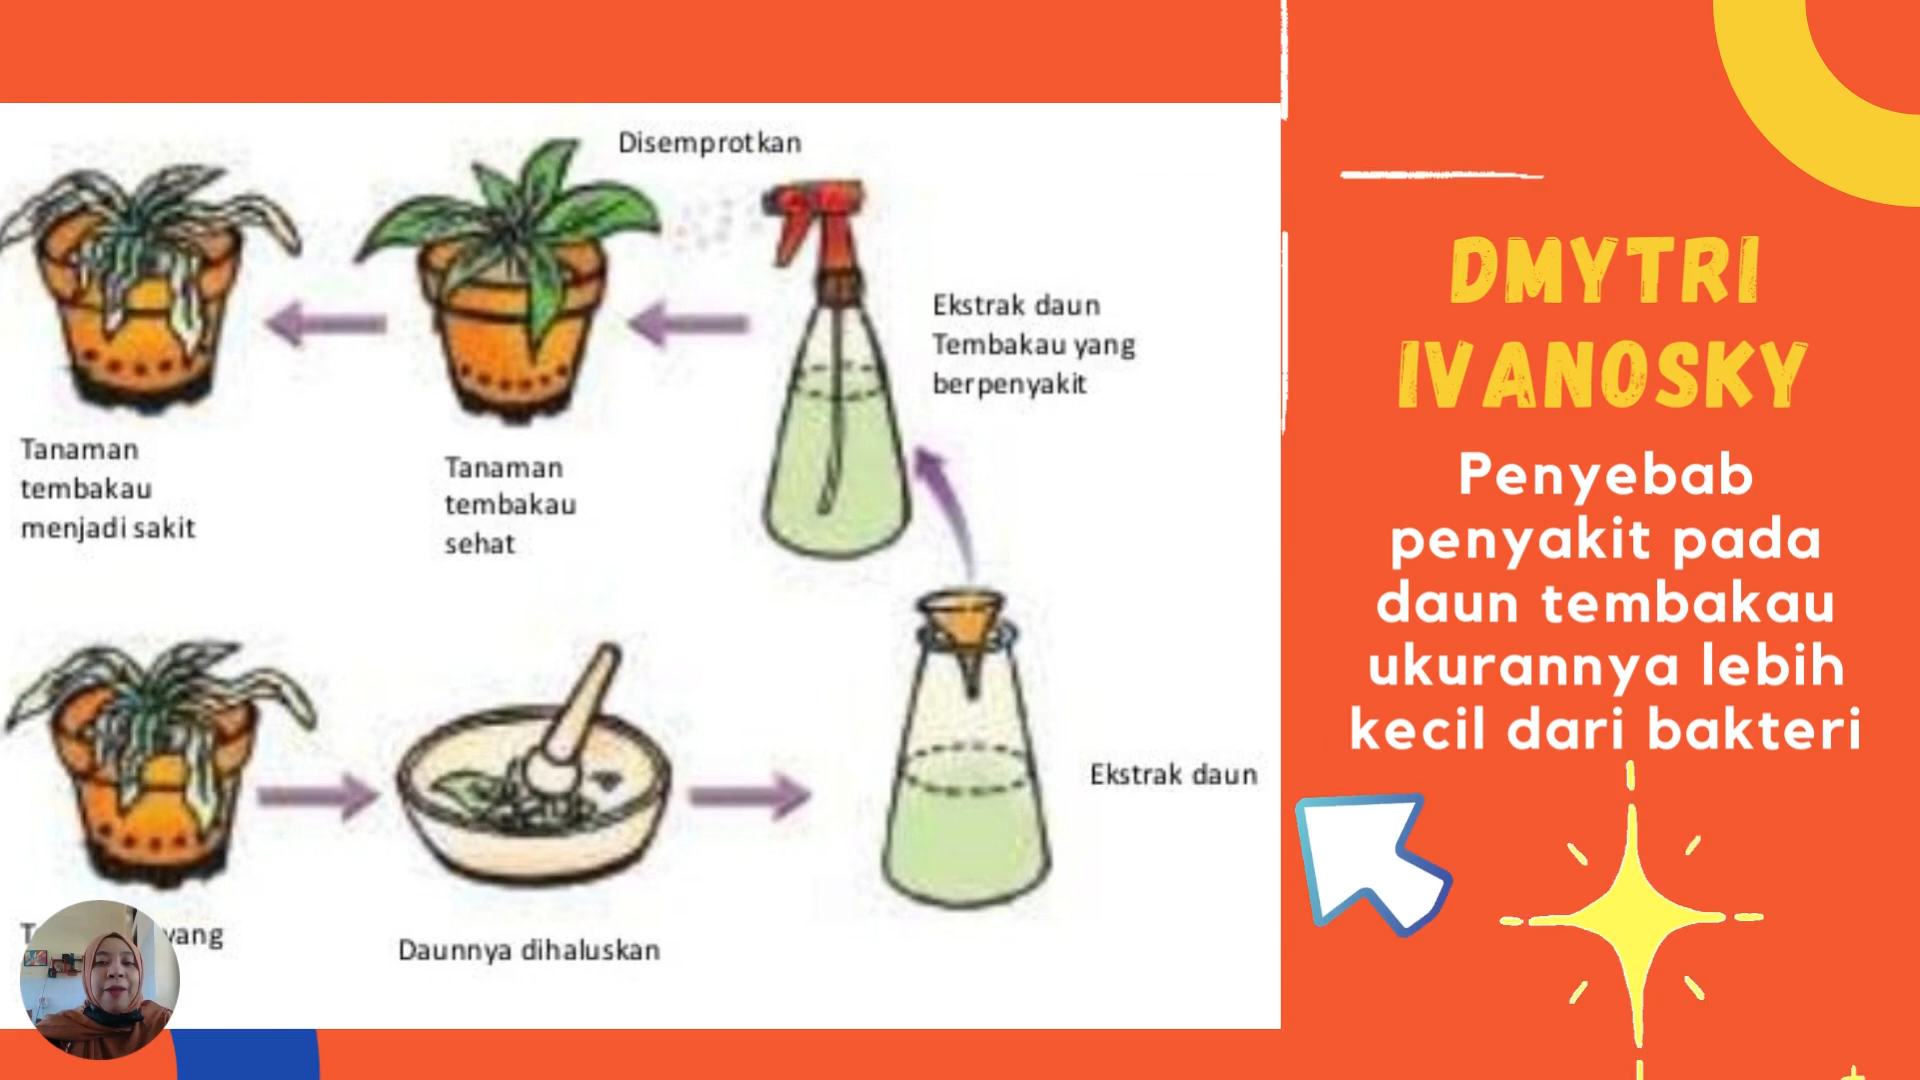 Disemprotkan
Ekstrak daun
Tembakau yang
berpenyakit
Tanaman
tembakau
menjadi sakit
Tanaman
tembakau
sehat
Ekstrak daun
yang
Daunnya dihaluskan
DMYTRI
IVANOSKY
Penyebab
penyakit pada
daun tembakau
ukurannya lebih
kecil dari bakteri